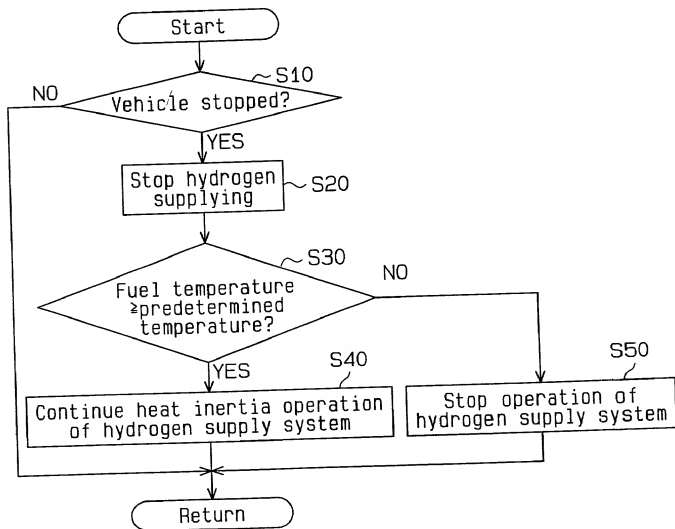 Start
S10
NO
Vehicle stopped?
YES
Stop hydrogen
supplying
S20
S30
NO
Fuel temperature
≧predetermined
temperature?
YES
S40
S50
Continue heat inertia operation
of hydrogen supply system
Stop operation of
hydrogen supply system
Return